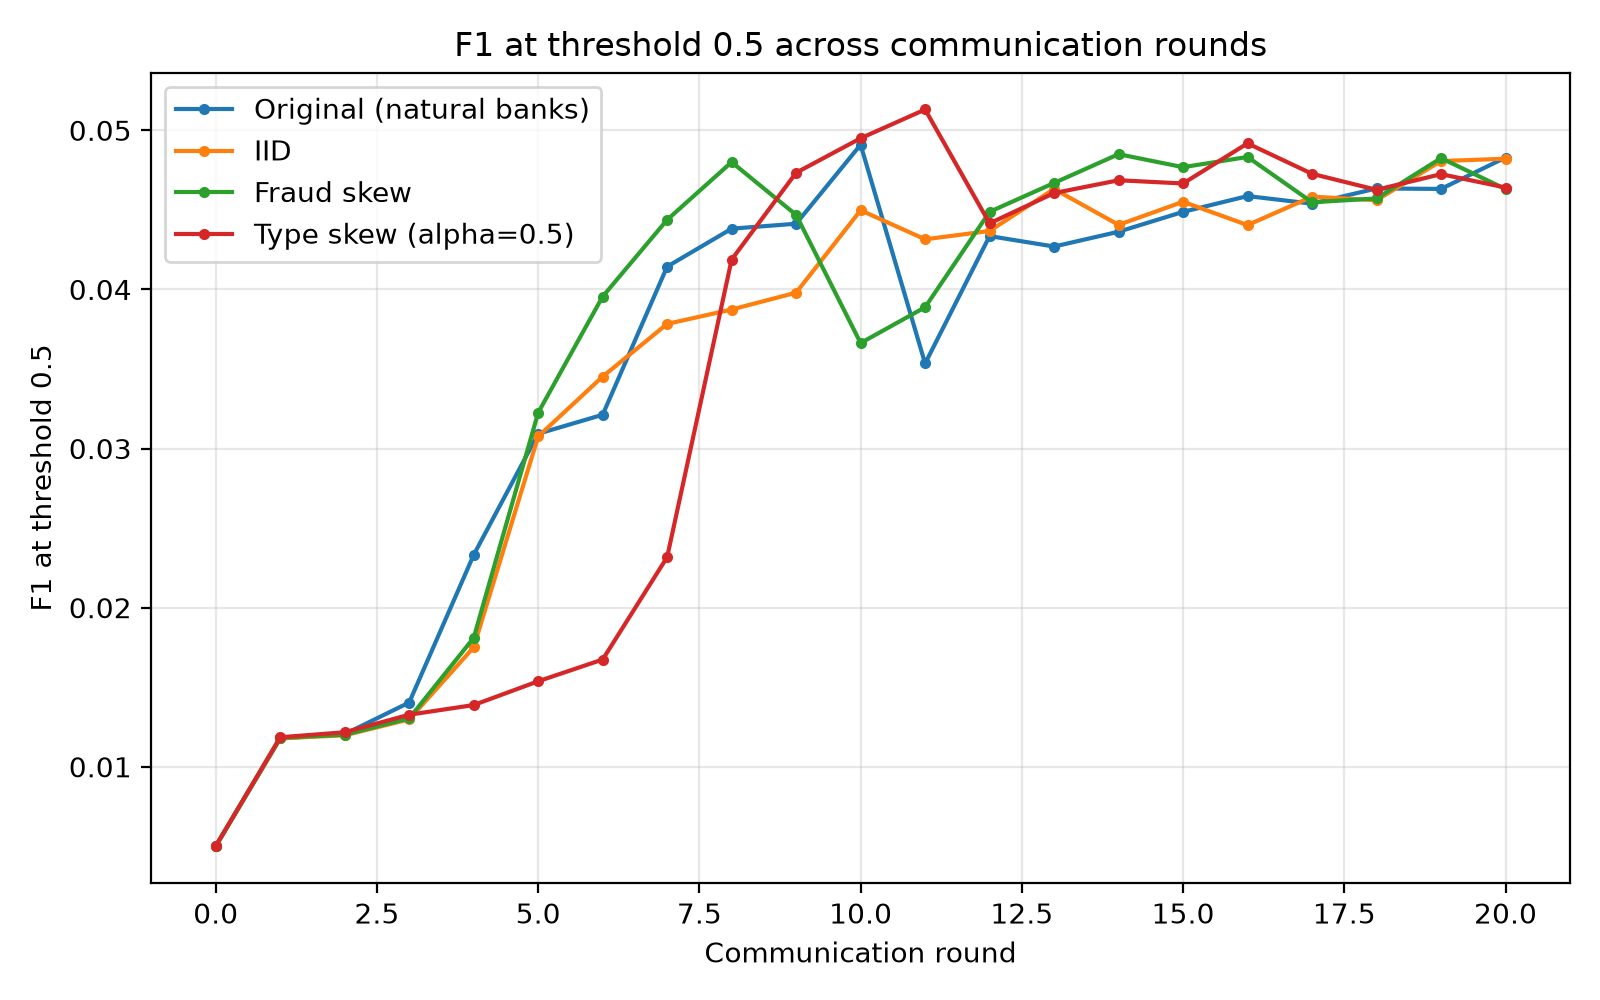 F1 at threshold 0.5 across communication rounds
Original (natural banks)
IID
Fraud skew
Type skew (alpha=0.5)
F1 at threshold 0.5
0.05
0.04
0.03
0.02
0.01
0.0 2.5 5.0 7.5 10.0 12.5 15.0 17.5 20.0
Communication round